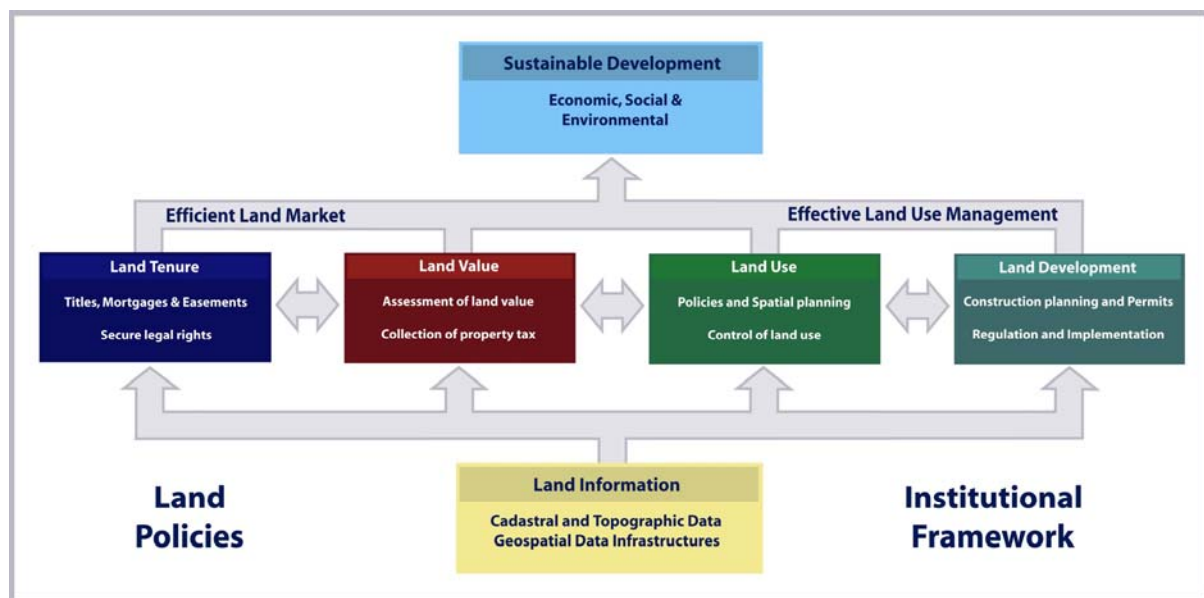 Sustainable Development
Economic, Social &
Environmental
Efficient Land Market
Effective Land Use Management
Land Tenure
Titles, Mortgages & Easements
Secure legal rights
Land Value
Assessment of land value
Collection of property tax
Land Use
Policies and Spatial planning
Control of land use
Land Development
Construction planning and Permits
Regulation and Implementation
Land
Policies
Land Information
Cadastral and Topographic Data
Geospatial Data Infrastructures
Institutional
Framework